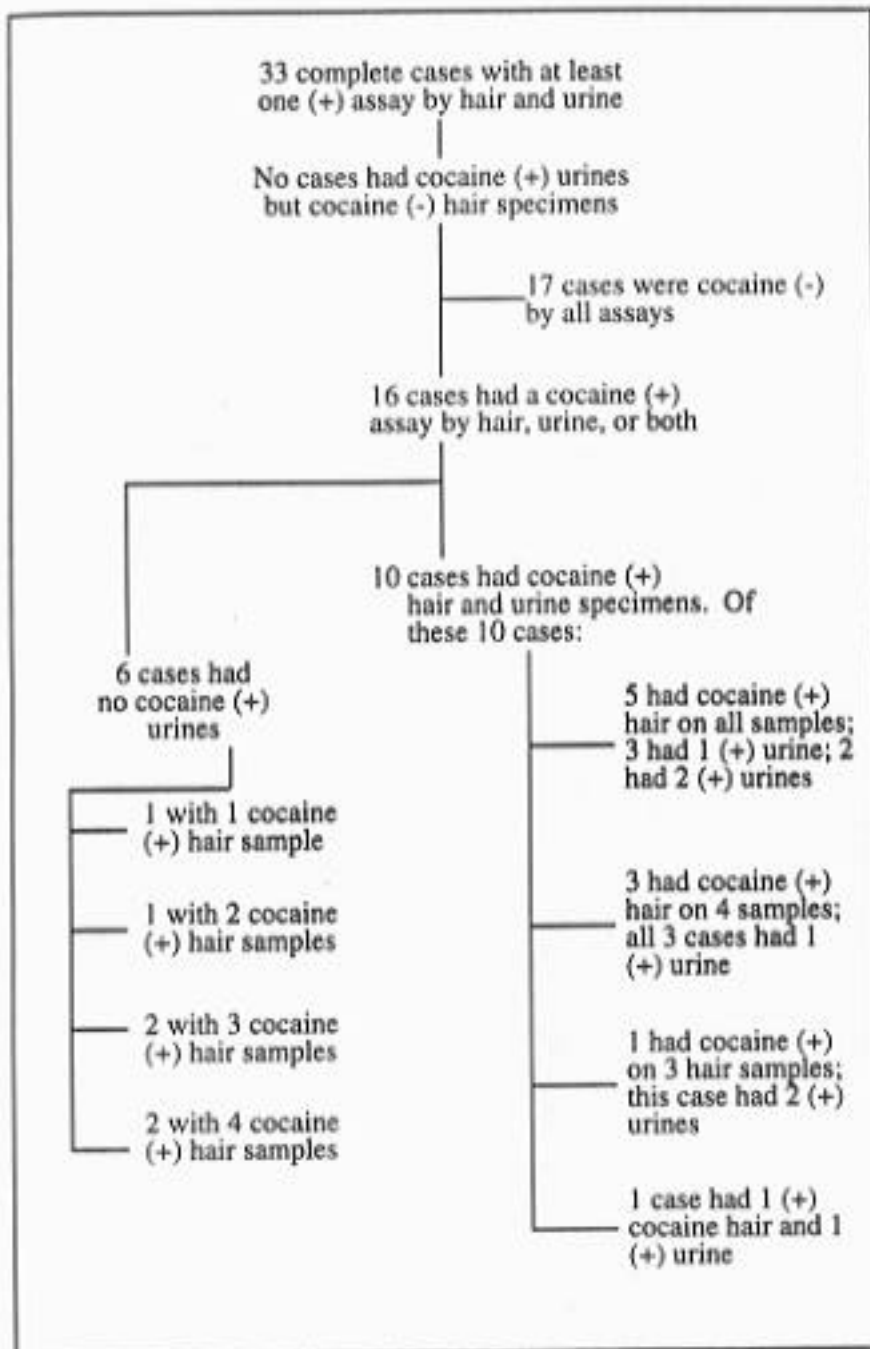 33 complete cases with at least
one (+) assay by hair and urine
No cases had cocaine (+) urines
but cocaine (-) hair specimens
17 cases were cocaine (-)
by all assays
16 cases had a cocaine (+)
assay by hair, urine, or both
10 cases had cocaine (+)
hair and urine specimens. Of
these 10 cases:
6 cases had
no cocaine (+)
urines
1 with 1 cocaine
(+) hair sample
1 with 2 cocaine
(+) hair samples
2 with 3 cocaine
(+) hair samples
2 with 4 cocaine
(+) hair samples
5 had cocaine (+)
hair on all samples;
3 had 1 (+) urine; 2
had 2 (+) urines
3 had cocaine (+)
hair on 4 samples;
all 3 cases had 1
(+) urine
1 had cocaine (+)
on 3 hair samples;
this case had 2 (+)
urines
1 case had 1 (+)
cocaine hair and 1
(+) urine